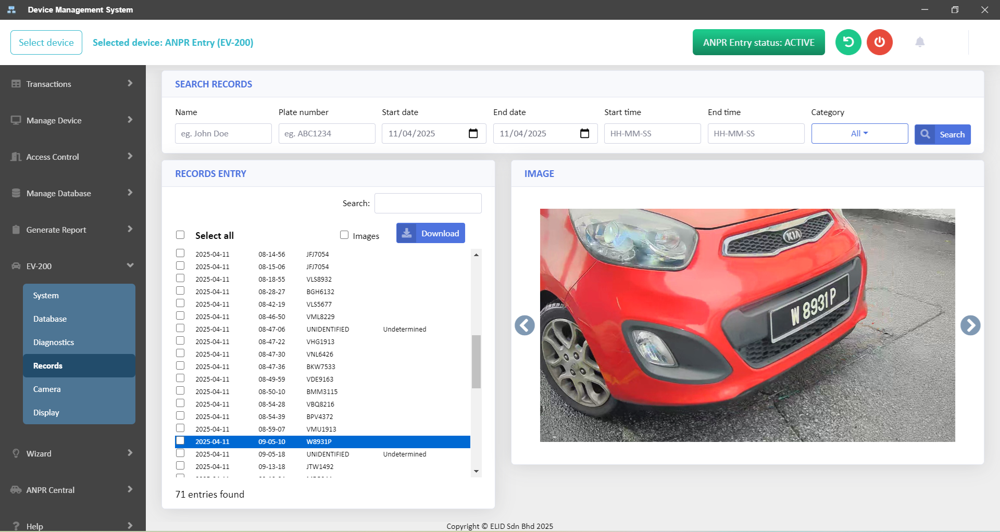 Device Management System
Select device
Selected device: ANPR Entry (EV-200)
ANPR Entry status: ACTIVE
Transactions
Manage Device
Access Control
Manage Database
Generate Report
EV-200
System
Database
Diagnostics
Records
Camera
Display
Wizard
ANPR Central
Help
SEARCH RECORDS
Name Plate number Start date End date Start time End time Category
eg. John Doe eg. ABC1234 11/04/2025 11/04/2025 HH-MM-SS HH-MM-SS All Search
RECORDS ENTRY
Search:
Select all Images Download
2025-04-11 08-14-56 JFJ7054
2025-04-11 08-15-06 JFJ7054
2025-04-11 08-18-55 VLS8932
2025-04-11 08-28-27 BGH6132
2025-04-11 08-42-19 VLS5677
2025-04-11 08-46-50 VML8229
2025-04-11 08-47-06 UNIDENTIFIED Undetermined
2025-04-11 08-47-22 VHG1913
2025-04-11 08-47-30 VNL6426
2025-04-11 08-47-36 BKW7533
2025-04-11 08-49-59 VDE9163
2025-04-11 08-50-10 BMM3115
2025-04-11 08-54-28 VBQ8216
2025-04-11 08-54-39 BPV4372
2025-04-11 08-59-07 VMU1913
2025-04-11 09-05-10 W8931P
2025-04-11 09-05-18 UNIDENTIFIED Undetermined
2025-04-11 09-13-18 JTW1492
71 entries found
IMAGE
KIA
W 8931P
Copyright © ELID Sdn Bhd 2025